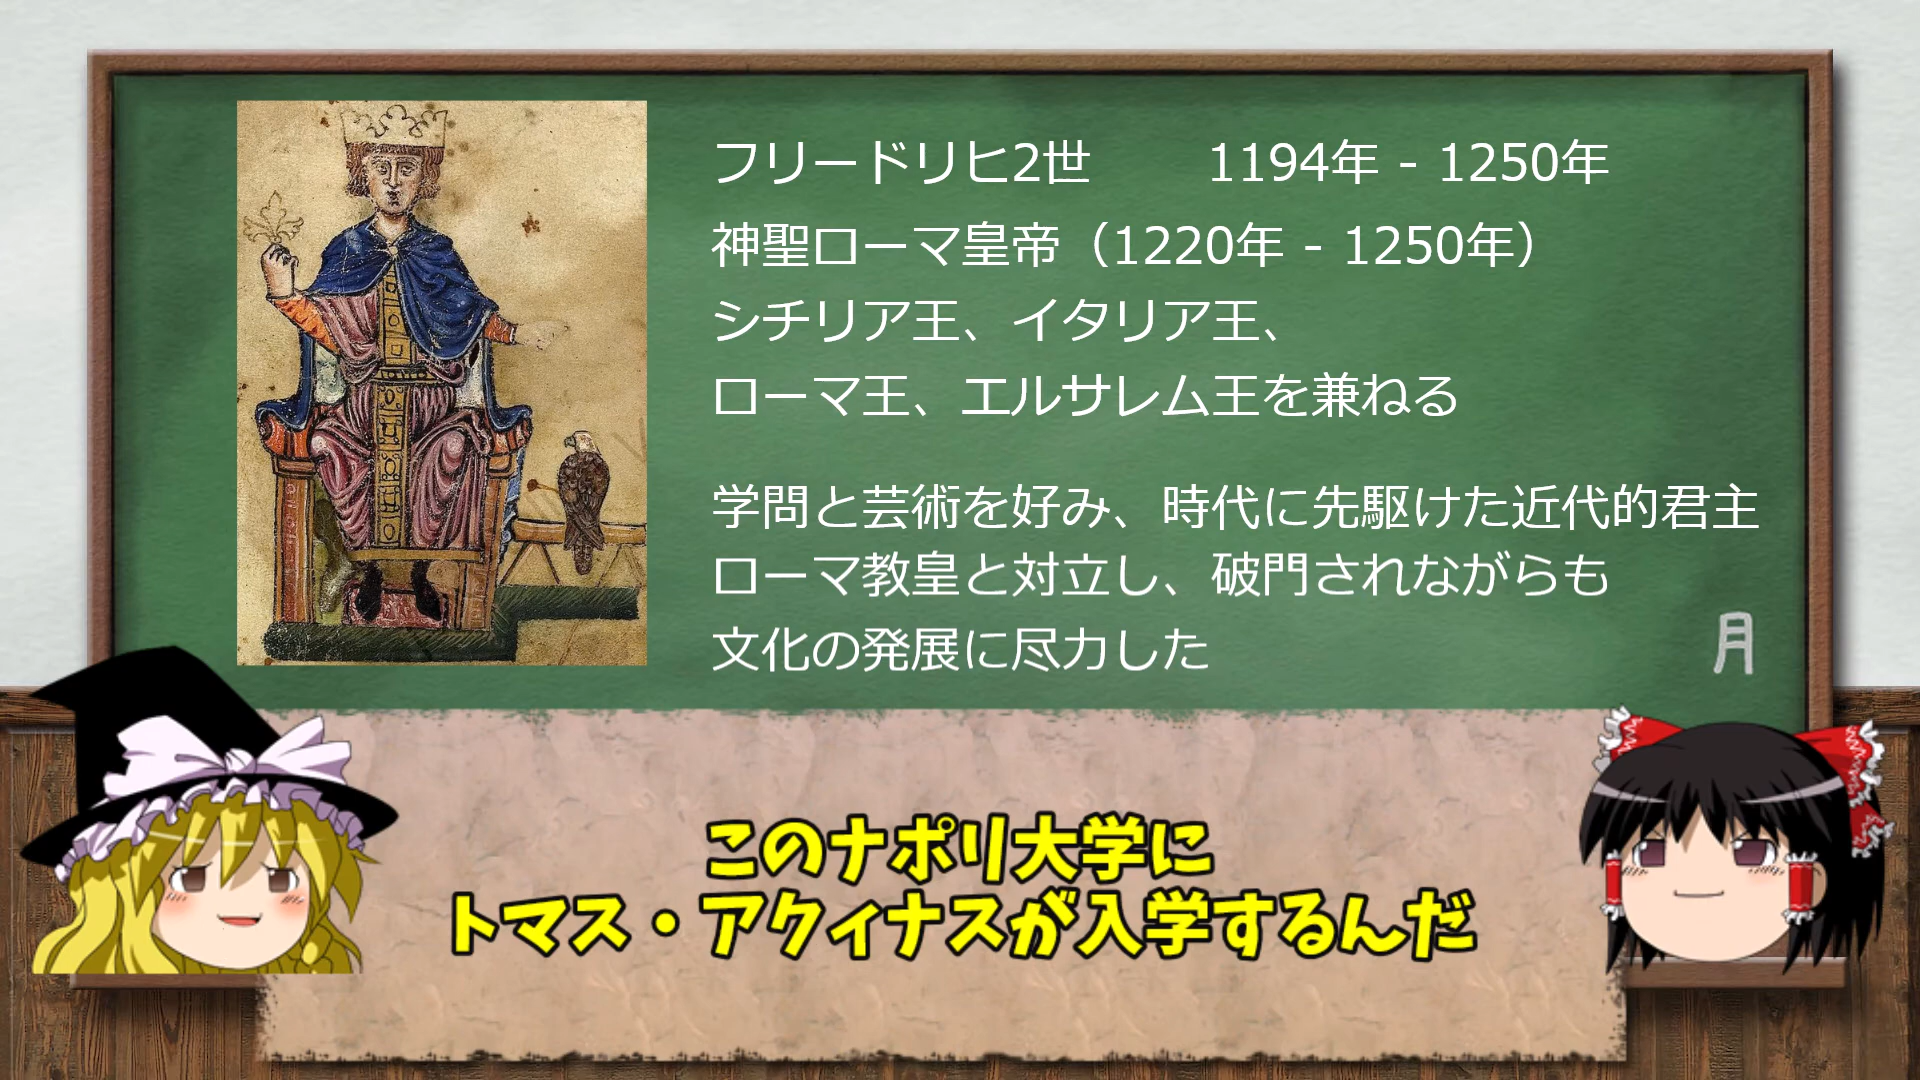 フリードリヒ2世　　1194年 - 1250年
神聖ローマ皇帝（1220年 - 1250年）
シチリア王、イタリア王、
ローマ王、エルサレム王を兼ねる
学問と芸術を好み、時代に先駆けた近代的君主
ローマ教皇と対立し、破門されながらも
文化の発展に尽力した
月
このナポリ大学に
トマス・アクィナスが入学するんだ